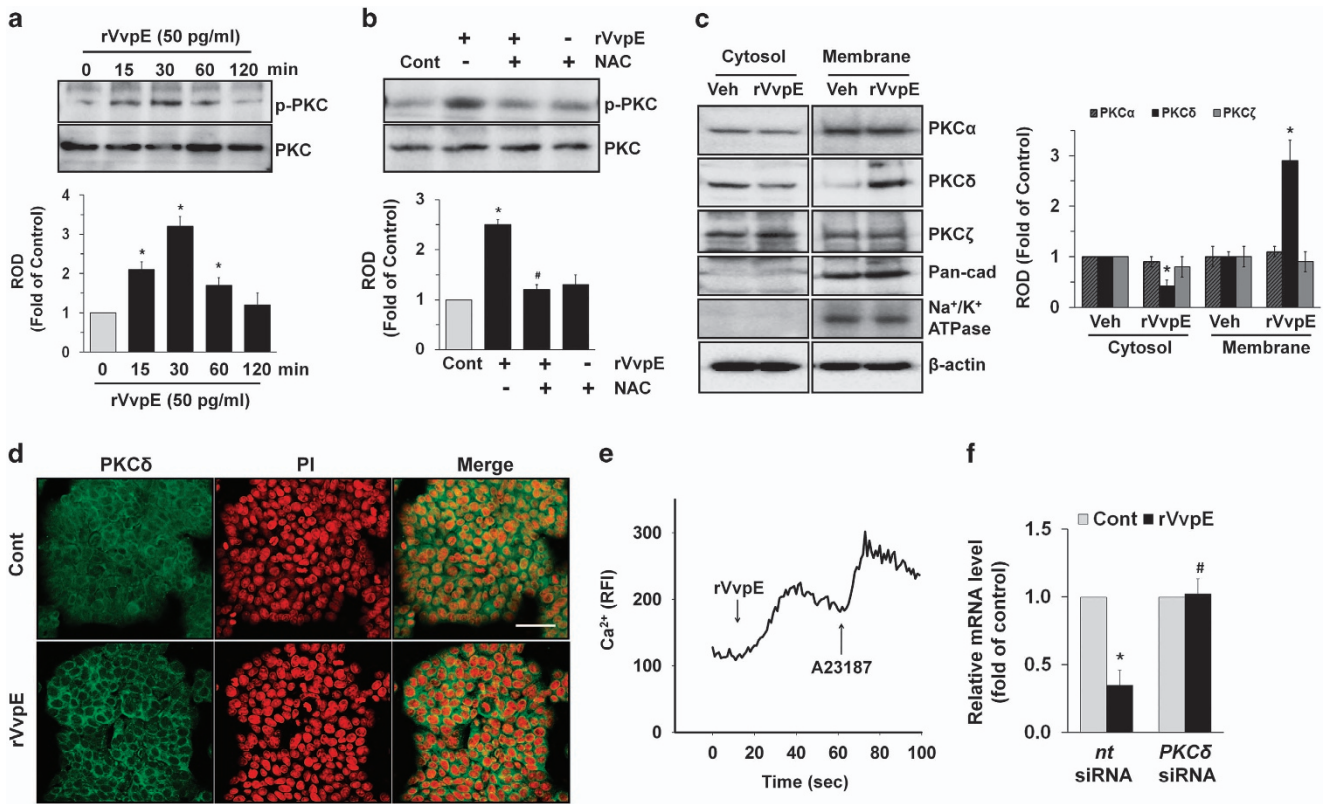 a
rVvpE (50 pg/ml)
0 15 30 60 120 min
p-PKC
PKC
ROD
(Fold of Control)
4
3
2
1
0
0 15 30 60 120 min
rVvpE (50 pg/ml)
b
+ + - rVvpE
Cont - + + NAC
p-PKC
PKC
ROD
(Fold of Control)
3
2
1
0
Cont + + - rVvpE
- + + NAC
c
Cytosol Membrane
Veh rVvpE Veh rVvpE
PKCα
PKCδ
PKCζ
Pan-cad
Na⁺/K⁺
ATPase
β-actin
PKCα PKCδ PKCζ
ROD (Fold of Control)
3
2
1
0
* *
Veh rVvpE Veh rVvpE
Cytosol Membrane
d
PKCδ PI Merge
Cont
rVvpE
e
Ca²⁺ (RFI)
300
200
100
0
rVvpE
A23187
0 20 40 60 80 100
Time (sec)
f
Cont rVvpE
Relative mRNA level
(fold of control)
1.5
1.0
0.5
0.0
* #
nt PKCδ
siRNA siRNA